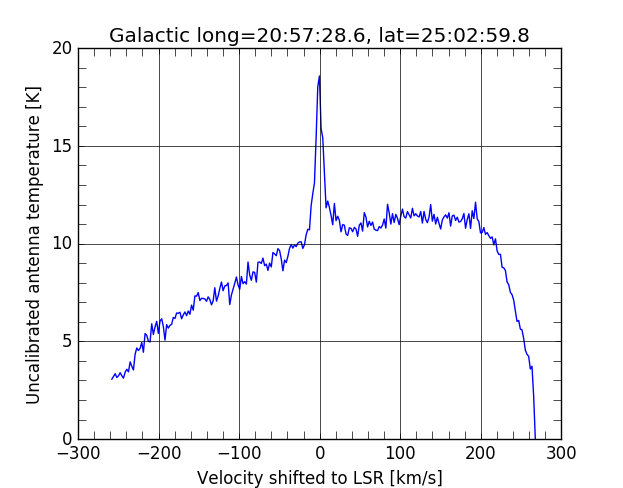 Galactic long=20:57:28.6, lat=25:02:59.8
20
15
10
5
0
Uncalibrated antenna temperature [K]
−300 −200 −100 0 100 200 300
Velocity shifted to LSR [km/s]